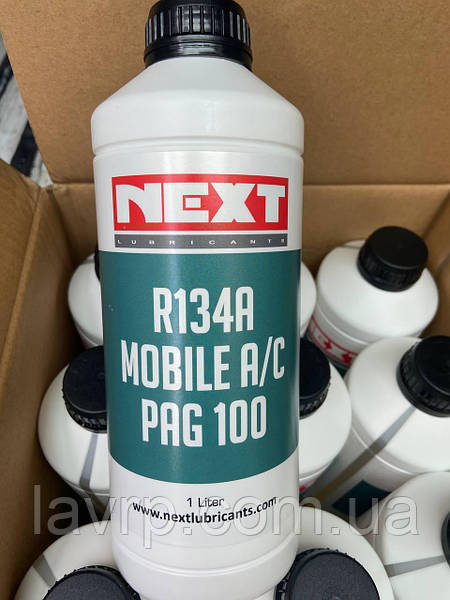 NEXT
LUBRICANTS
R134A
MOBILE A/C
PAG 100
1 Liter
www.nextlubricants.com
lavrp.com.ua